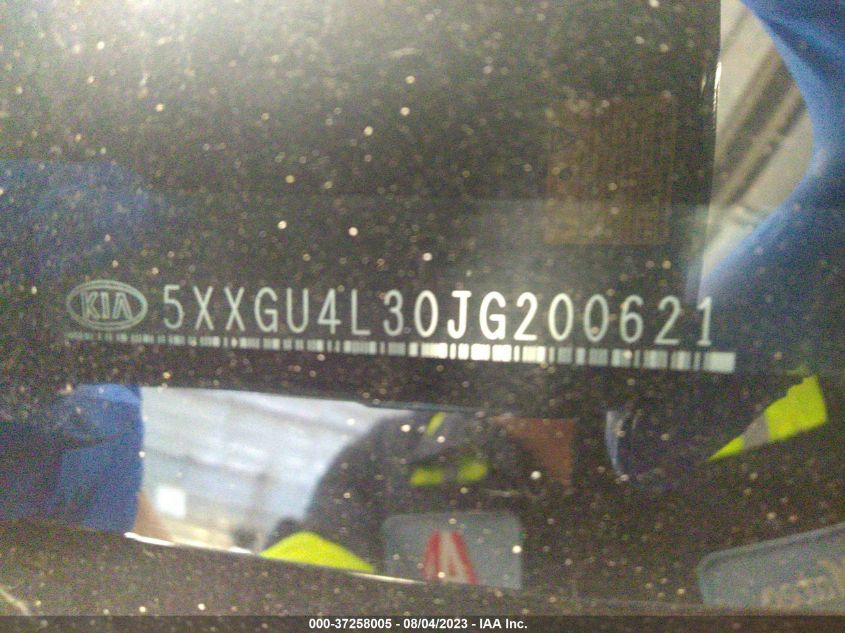 KIA 5XXGU4L30JG200621
000-37258005 - 08/04/2023 - IAA Inc.